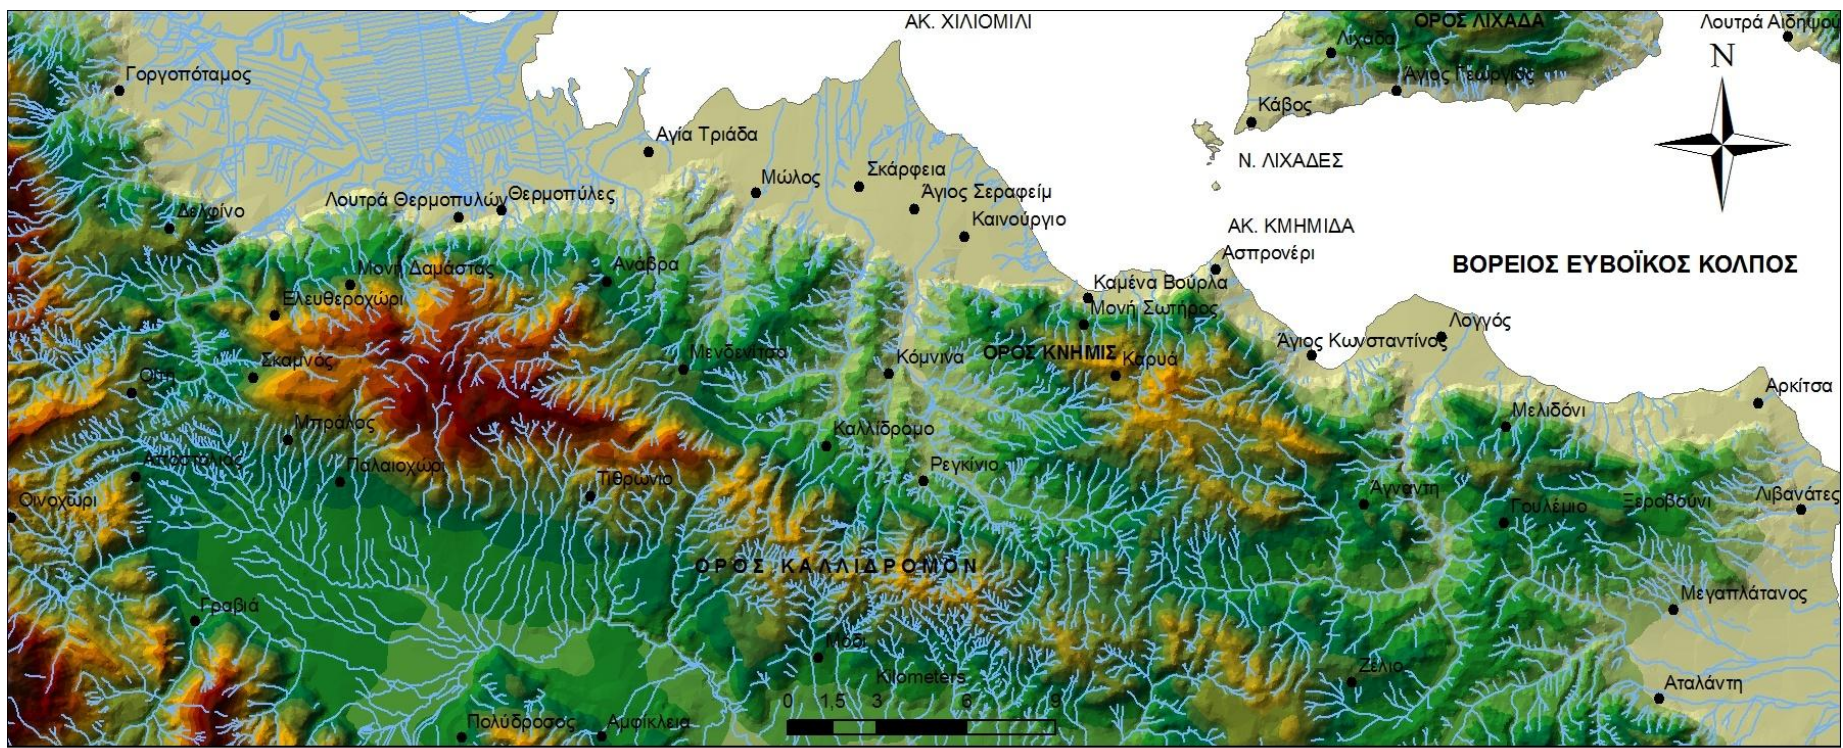 ΑΚ. ΧΙΛΙΟΜΙΛΙ
ΟΡΟΣ ΛΙΧΑΔΑ
Λουτρά Αιδηψού
Λιχάδα
N
Γοργοπόταμος
Άγιος Γεώργιος
Κάβος
Αγία Τριάδα
Ν. ΛΙΧΑΔΕΣ
Μώλος
Σκάρφεια
Άγιος Σεραφείμ
Λουτρά Θερμοπυλών
Θερμοπύλες
Δελφίνο
Καινούργιο
ΑΚ. ΚΜΗΜΙΔΑ
Ασπρονέρι
ΒΟΡΕΙΟΣ ΕΥΒΟΪΚΟΣ ΚΟΛΠΟΣ
Μονή Δαμάστας
Ανάβρα
Καμένα Βούρλα
Ελευθεροχώρι
Μονή Σωτήρος
Λογγός
Άγιος Κωνσταντίνος
Μενδενίτσα
Κόμνινα
ΟΡΟΣ ΚΝΗΜΙΣ
Καρυά
Σκαμνός
Οίτη
Αρκίτσα
Μελιδόνι
Μπράλος
Καλλίδρομο
Αποστολιάς
Παλαιοχώρι
Ρεγκίνιο
Τιθρώνιο
Άγναντη
Οινοχώρι
Γουλέμιο
Ξεροβούνι
Λιβανάτες
ΟΡΟΣ ΚΑΛΛΙΔΡΟΜΟΝ
Γραβιά
Μεγαπλάτανος
Μόδι
Ζέλιο
Kilometers
Αταλάντη
0 1,5 3 6 9
Πολύδροσος
Αμφίκλεια